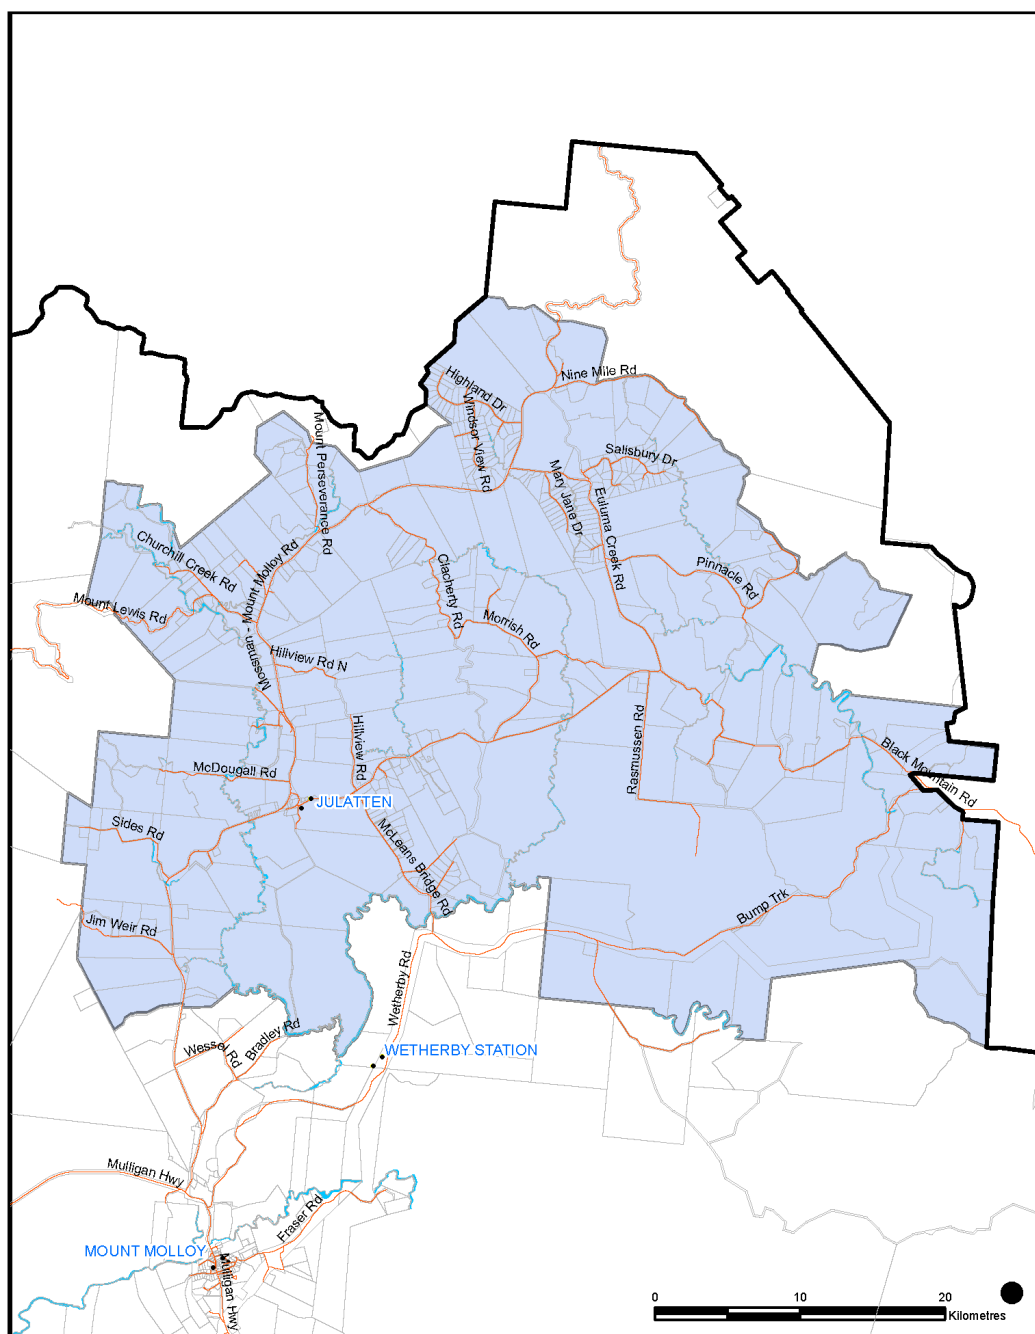 Nine Mile Rd
Highland Dr
Windsor View Rd
Mount Perseverance Rd
Salisbury Dr
Mary Jane Dr
Euluma Creek Rd
Churchill Creek Rd
Mossman - Mount Molloy Rd
Clacherty Rd
Pinnacle Rd
Mount Lewis Rd
Morrish Rd
Hillview Rd N
Hillview Rd
Rasmussen Rd
Black Mountain Rd
McDougall Rd
JULATTEN
Sides Rd
McLeans Bridge Rd
Bump Trk
Jim Weir Rd
Wetherby Rd
Wessel Rd
Bradley Rd
WETHERBY STATION
Mulligan Hwy
Fraser Rd
MOUNT MOLLOY
Mulligan Hwy
0 10 20
Kilometres